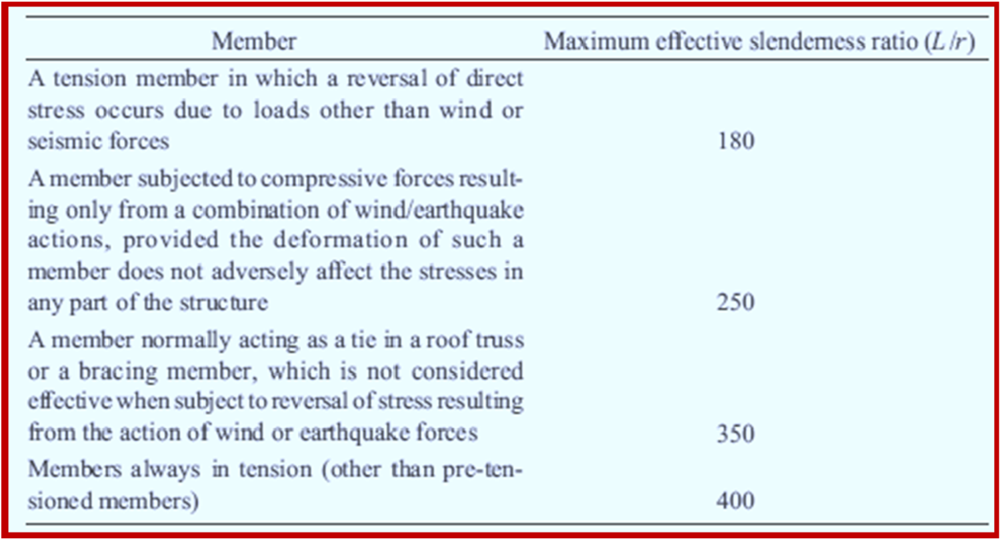 Member Maximum effective slenderness ratio (L/r)
A tension member in which a reversal of direct
stress occurs due to loads other than wind or
seismic forces 180
A member subjected to compressive forces result-
ing only from a combination of wind/earthquake
actions, provided the deformation of such a
member does not adversely affect the stresses in
any part of the structure 250
A member normally acting as a tie in a roof truss
or a bracing member, which is not considered
effective when subject to reversal of stress resulting
from the action of wind or earthquake forces 350
Members always in tension (other than pre-ten-
sioned members) 400